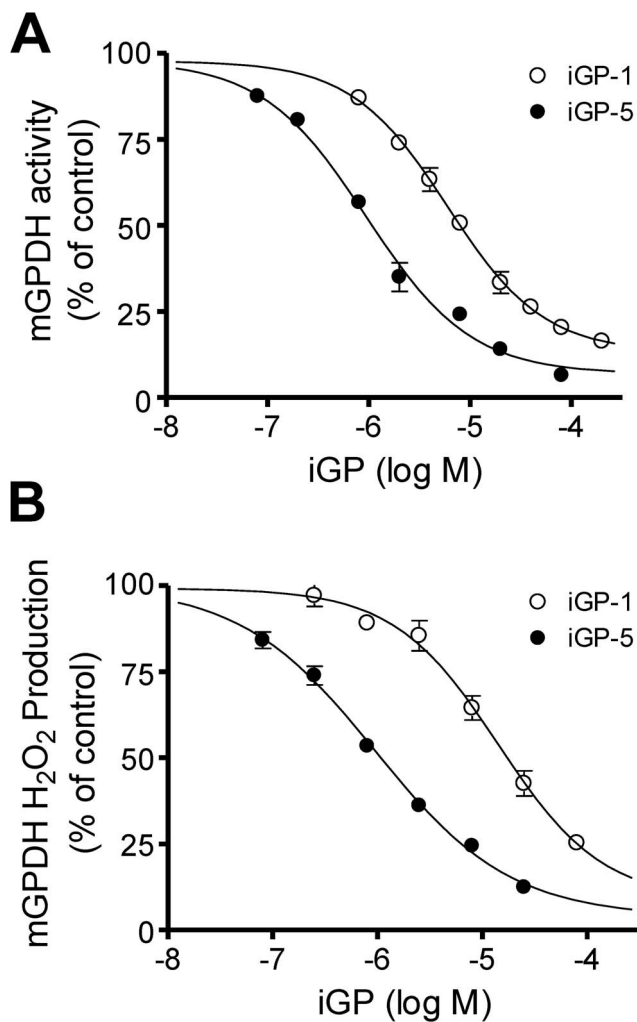 A
100
75
50
25
0
mGPDH activity
(% of control)
iGP-1
iGP-5
-8 -7 -6 -5 -4
iGP (log M)
B
100
75
50
25
0
mGPDH H₂O₂ Production
(% of control)
iGP-1
iGP-5
-8 -7 -6 -5 -4
iGP (log M)